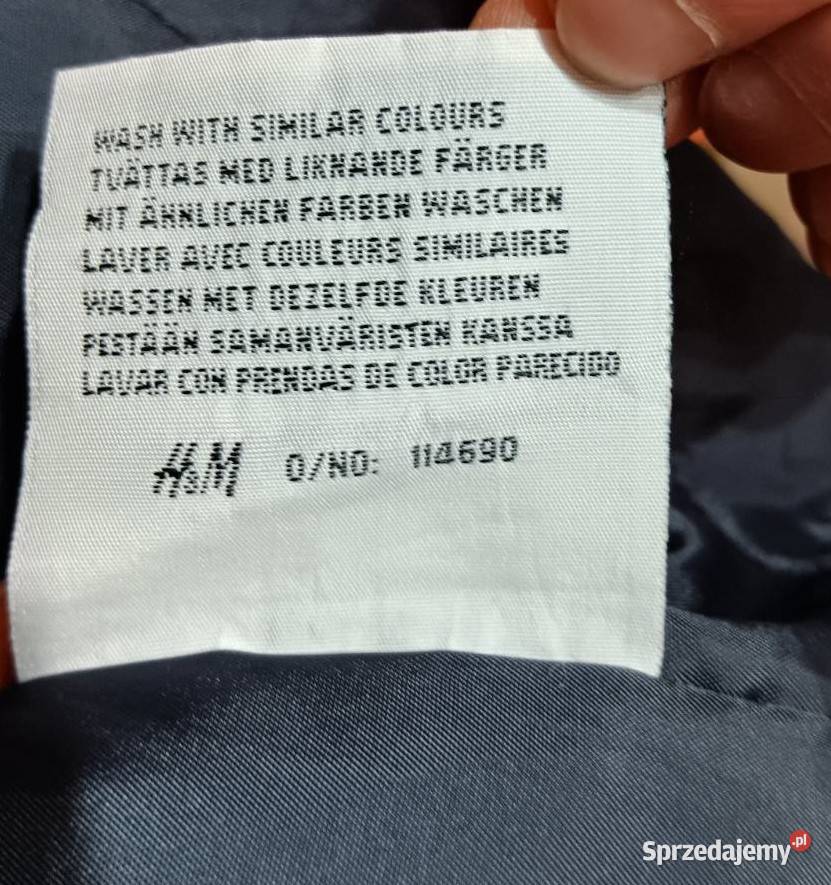 WASH WITH SIMILAR COLOURS
TVÄTTAS MED LIKNANDE FÄRGER
MIT ÄHNLICHEN FARBEN WASCHEN
LAVER AVEC COULEURS SIMILAIRES
WASSEN MET DEZELFDE KLEUREN
PESTÄÄN SAMANVÄRISTEN KANSSA
LAVAR CON PRENDAS DE COLOR PARECIDO
H&M O/NO: 114690
Sprzedajemy.pl